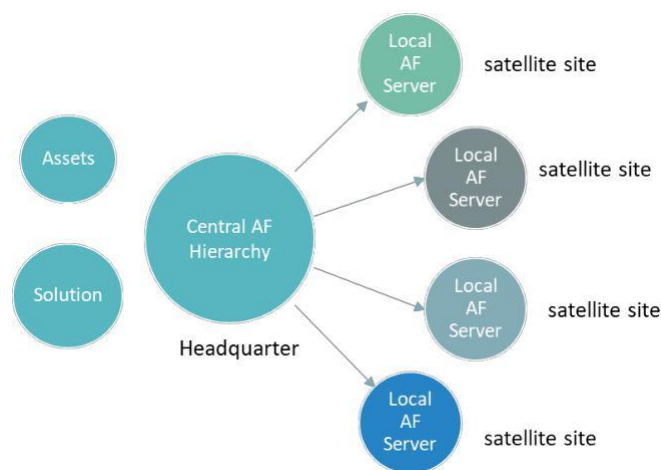 Local
AF
Server
satellite site
Assets
Local
AF
Server
satellite site
Central AF
Hierarchy
Solution
Local
AF
Server
satellite site
Headquarter
Local
AF
Server
satellite site